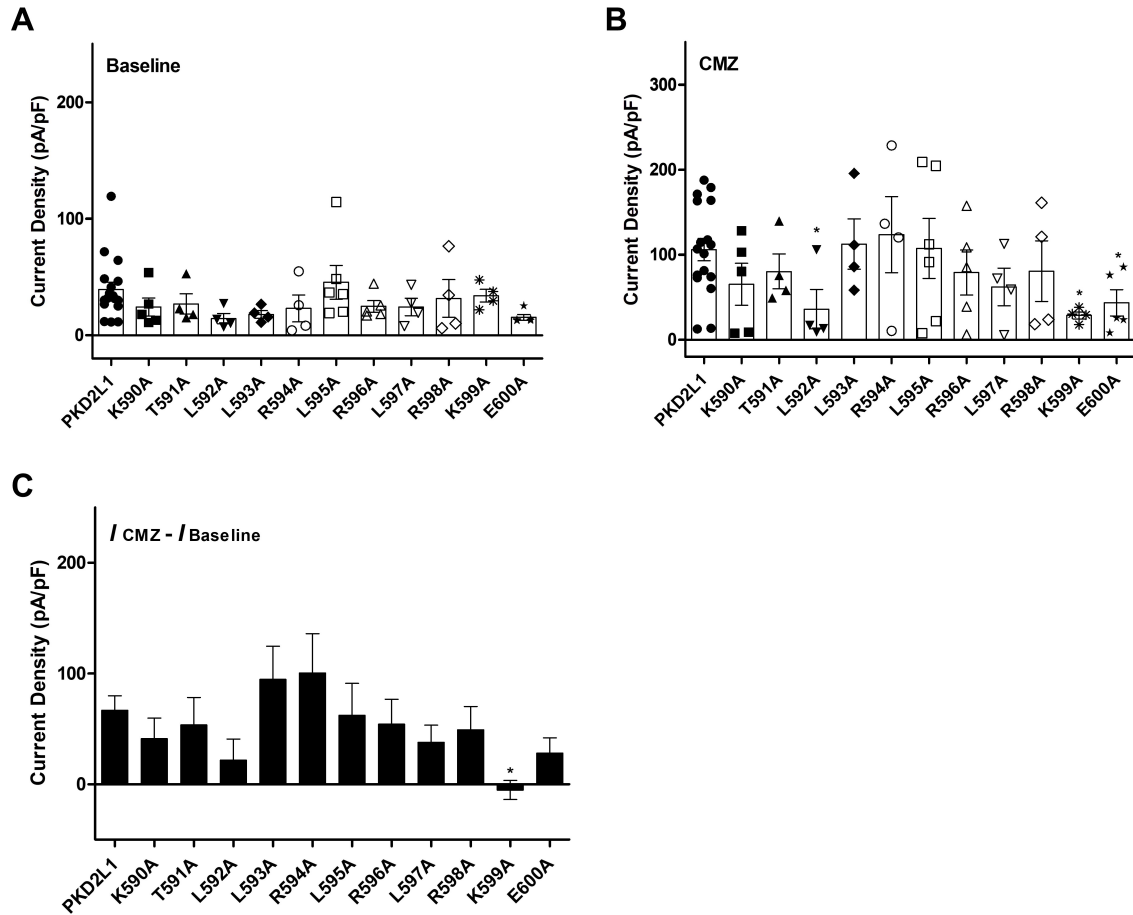 A
Baseline
Current Density (pA/pF)
200
100
0
PKD2L1
K590A
T591A
L592A
L593A
R594A
L595A
R596A
L597A
R598A
K599A
E600A
B
CMZ
Current Density (pA/pF)
300
200
100
0
*
*
*
PKD2L1
K590A
T591A
L592A
L593A
R594A
L595A
R596A
L597A
R598A
K599A
E600A
C
I CMZ - I Baseline
Current Density (pA/pF)
200
100
0
*
PKD2L1
K590A
T591A
L592A
L593A
R594A
L595A
R596A
L597A
R598A
K599A
E600A